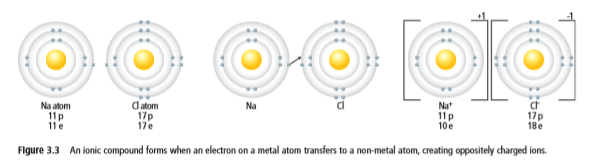 +1
-1
Na atom
11 p
11 e
Cl atom
17 p
17 e
Na
Cl
Na⁺
11 p
10 e
Cl⁻
17 p
18 e
Figure 3.3 An ionic compound forms when an electron on a metal atom transfers to a non-metal atom, creating oppositely charged ions.